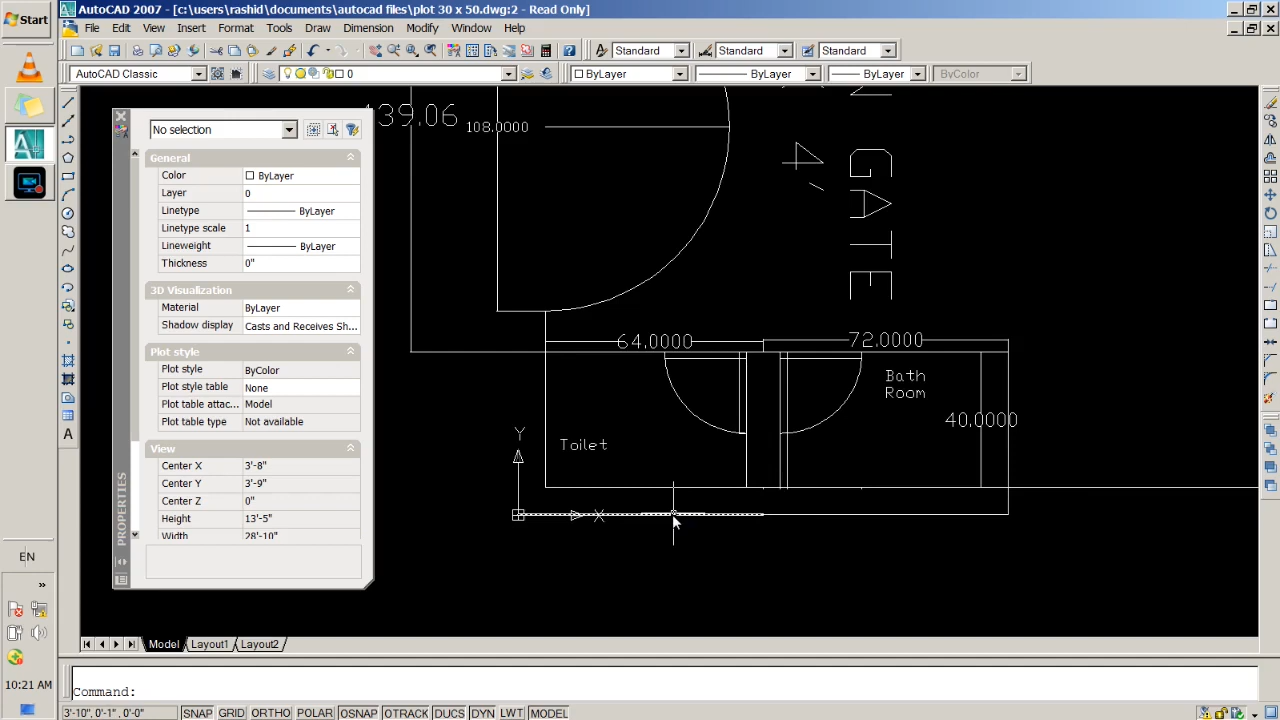 Start
AutoCAD 2007 - [c:\users\rashid\documents\autocad files\plot 30 x 50.dwg:2 - Read Only]
File Edit View Insert Format Tools Draw Dimension Modify Window Help
Standard Standard Standard
AutoCAD Classic 0 ByLayer ByLayer ByLayer ByColor
No selection
General
Color ByLayer
Layer 0
Linetype ByLayer
Linetype scale 1
Lineweight ByLayer
Thickness 0"
3D Visualization
Material ByLayer
Shadow display Casts and Receives Sh...
Plot style
Plot style ByColor
Plot style table None
Plot table attac... Model
Plot table type Not available
View
Center X 3'-8"
Center Y 3'-9"
Center Z 0"
Height 13'-5"
Width 28'-10"
PROPERTIES
39.06
108.0000
4'
GATE
64.0000
72.0000
Bath
Room
40.0000
Toilet
Y
X
EN
10:21 AM
Model Layout1 Layout2
Command:
3'-10", 0'-1" , 0'-0" SNAP GRID ORTHO POLAR OSNAP OTRACK DUCS DYN LWT MODEL